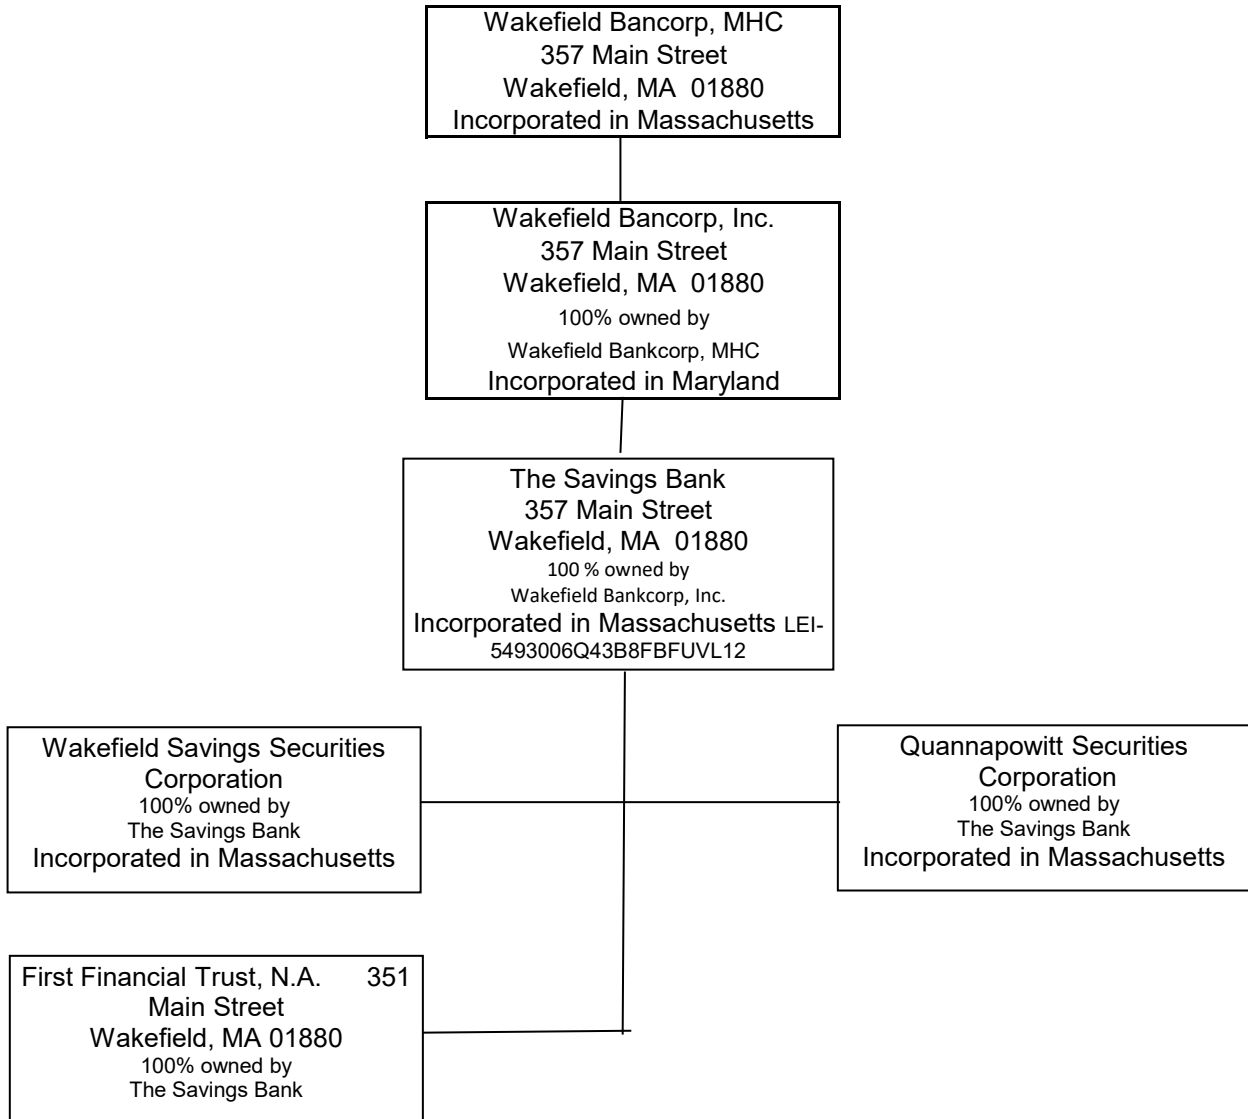 Wakefield Bancorp, MHC
357 Main Street
Wakefield, MA  01880
Incorporated in Massachusetts
Wakefield Bancorp, Inc.
357 Main Street
Wakefield, MA  01880
100% owned by
Wakefield Bankcorp, MHC
Incorporated in Maryland
The Savings Bank
357 Main Street
Wakefield, MA  01880
100 % owned by
Wakefield Bankcorp, Inc.
Incorporated in Massachusetts LEI-
5493006Q43B8FBFUVL12
Wakefield Savings Securities
Corporation
100% owned by
The Savings Bank
Incorporated in Massachusetts
Quannapowitt Securities
Corporation
100% owned by
The Savings Bank
Incorporated in Massachusetts
First Financial Trust, N.A.      351
Main Street
Wakefield, MA 01880
100% owned by
The Savings Bank